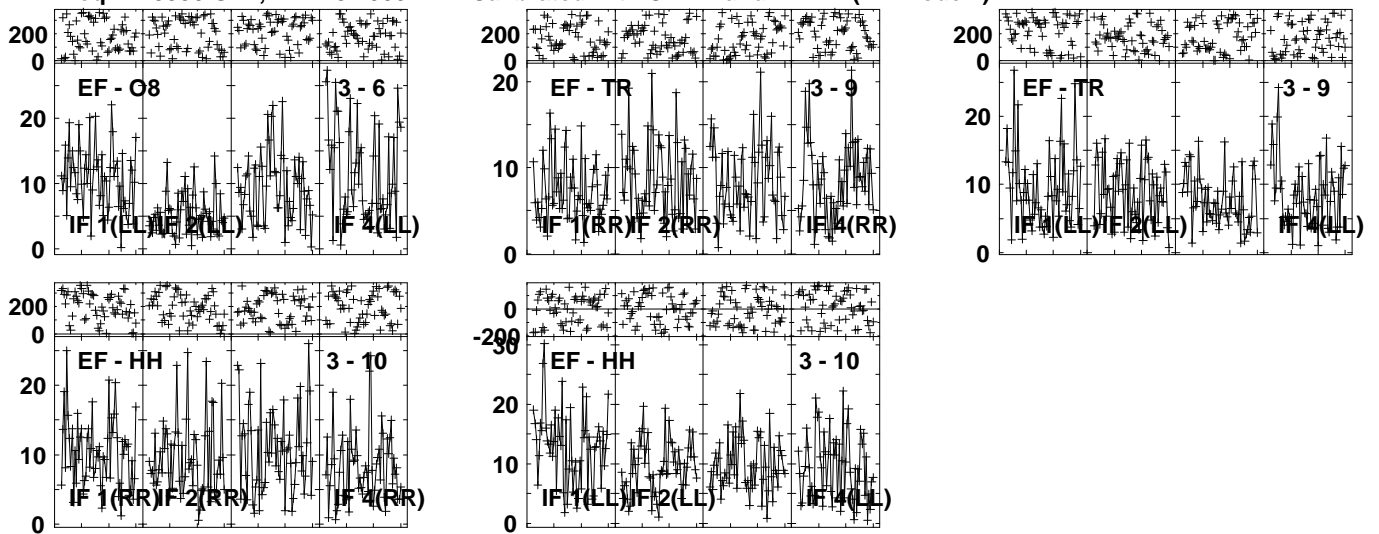 200
0
EF - O8
3 - 6
20
10
0
IF 1(LL)
IF 2(LL)
IF 4(LL)
200
0
EF - TR
3 - 9
20
10
0
IF 1(RR)
IF 2(RR)
IF 4(RR)
200
0
EF - TR
3 - 9
20
10
0
IF 1(LL)
IF 2(LL)
IF 4(LL)
200
0
EF - HH
3 - 10
20
10
0
IF 1(RR)
IF 2(RR)
IF 4(RR)
0
-200
30
EF - HH
3 - 10
20
10
0
IF 1(LL)
IF 2(LL)
IF 4(LL)